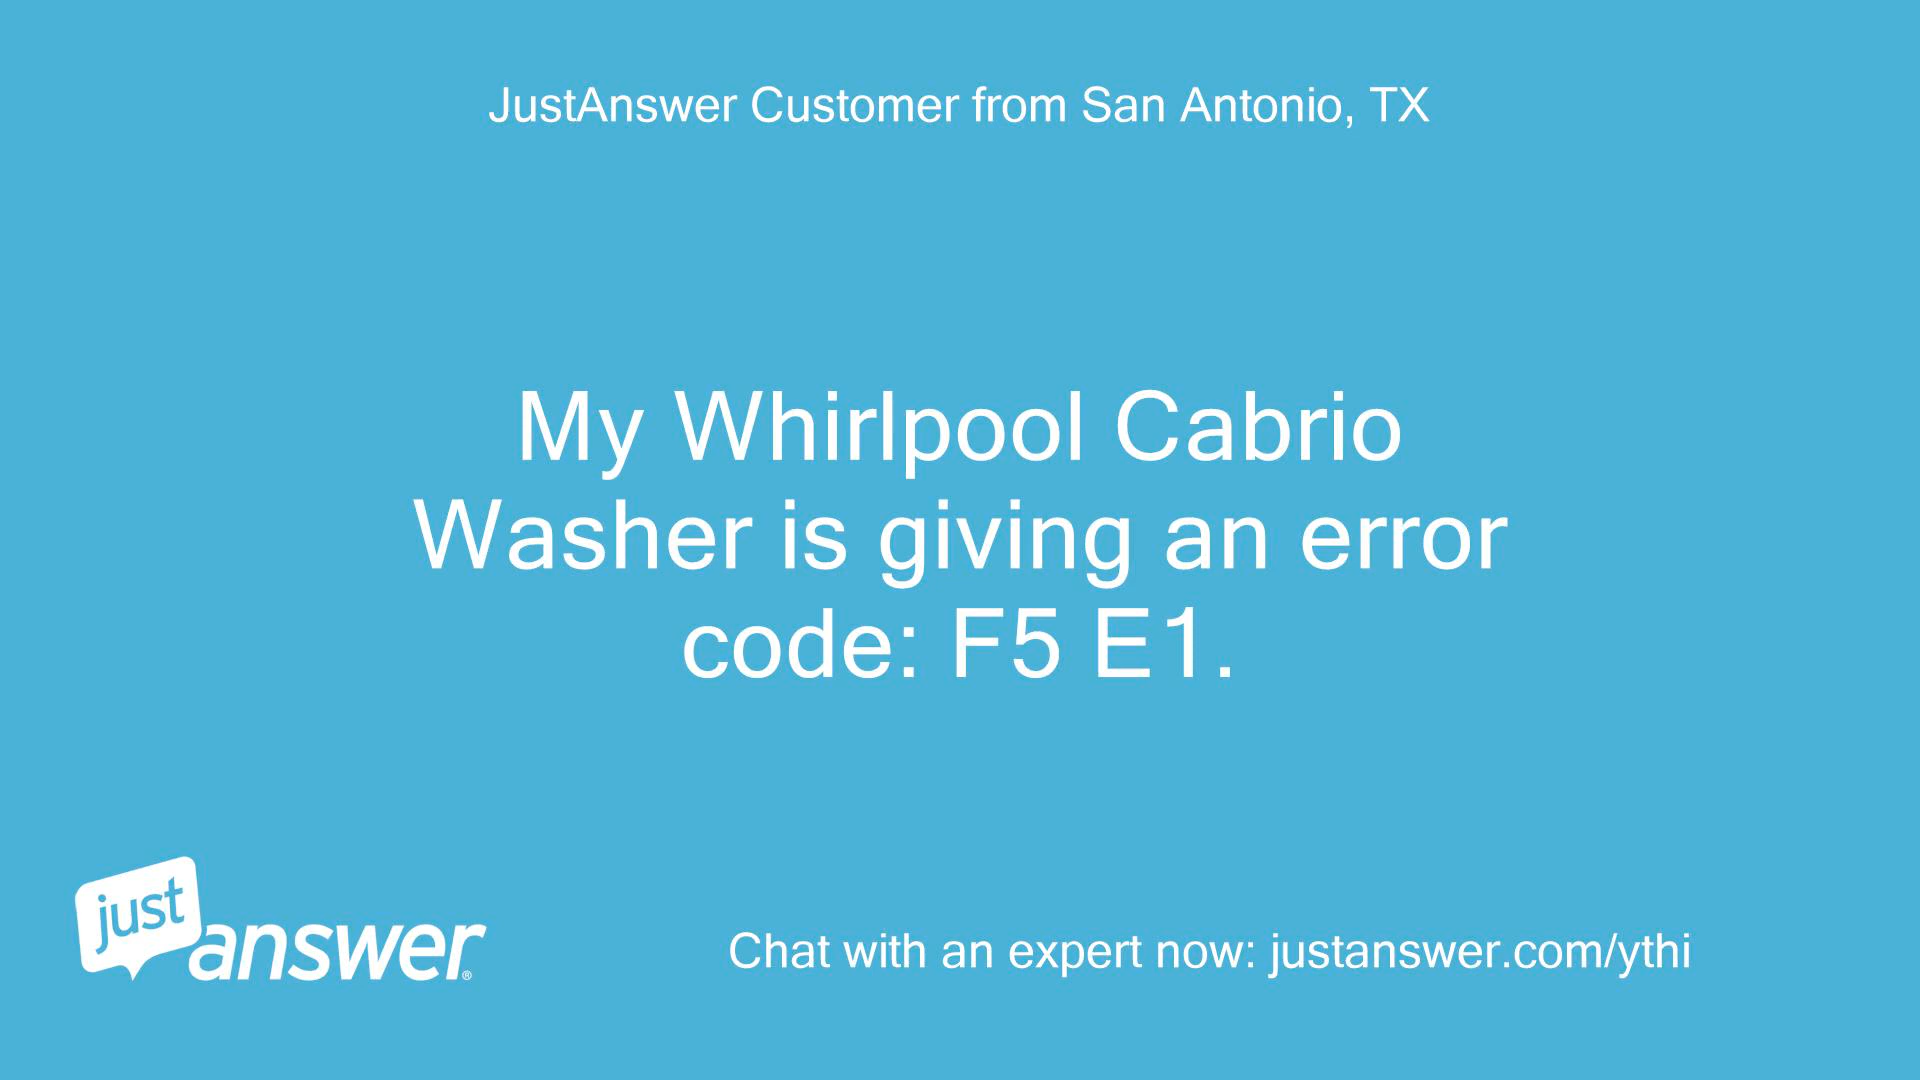 JustAnswer Customer from San Antonio, TX
My Whirlpool Cabrio
Washer is giving an error
code: F5 E1.
just
answer®
Chat with an expert now: justanswer.com/ythi